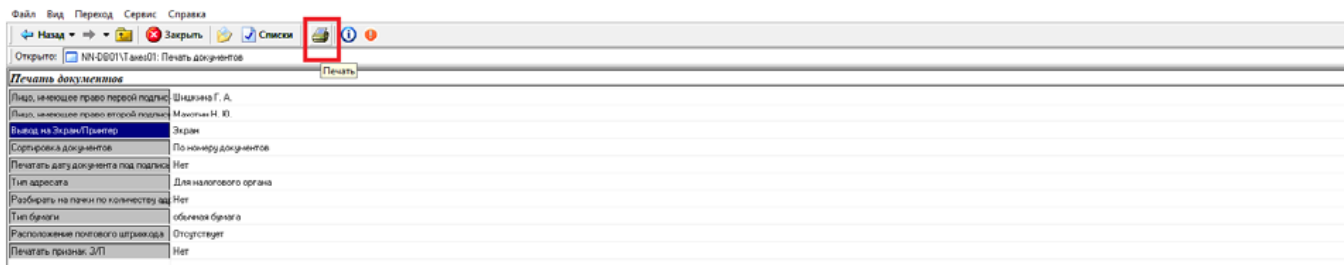 Файл Вид Переход Сервис Справка
Назад Закрыть Списки
Открыто: NN-DB01\Taxes01: Печать документов
Печать
Печать документов
Лицо, имеющее право первой подпис Шишкина Г. А.
Лицо, имеющее право второй подпис Махотин Н. Ю.
Вывод на Экран/Принтер Экран
Сортировка документов По номеру документов
Печатать дату документа под подпись Нет
Тип адресата Для налогового органа
Разбирать на пачки по количеству ад Нет
Тип бумаги обычная бумага
Расположение почтового штрихкода Отсутствует
Печатать признак З/П Нет